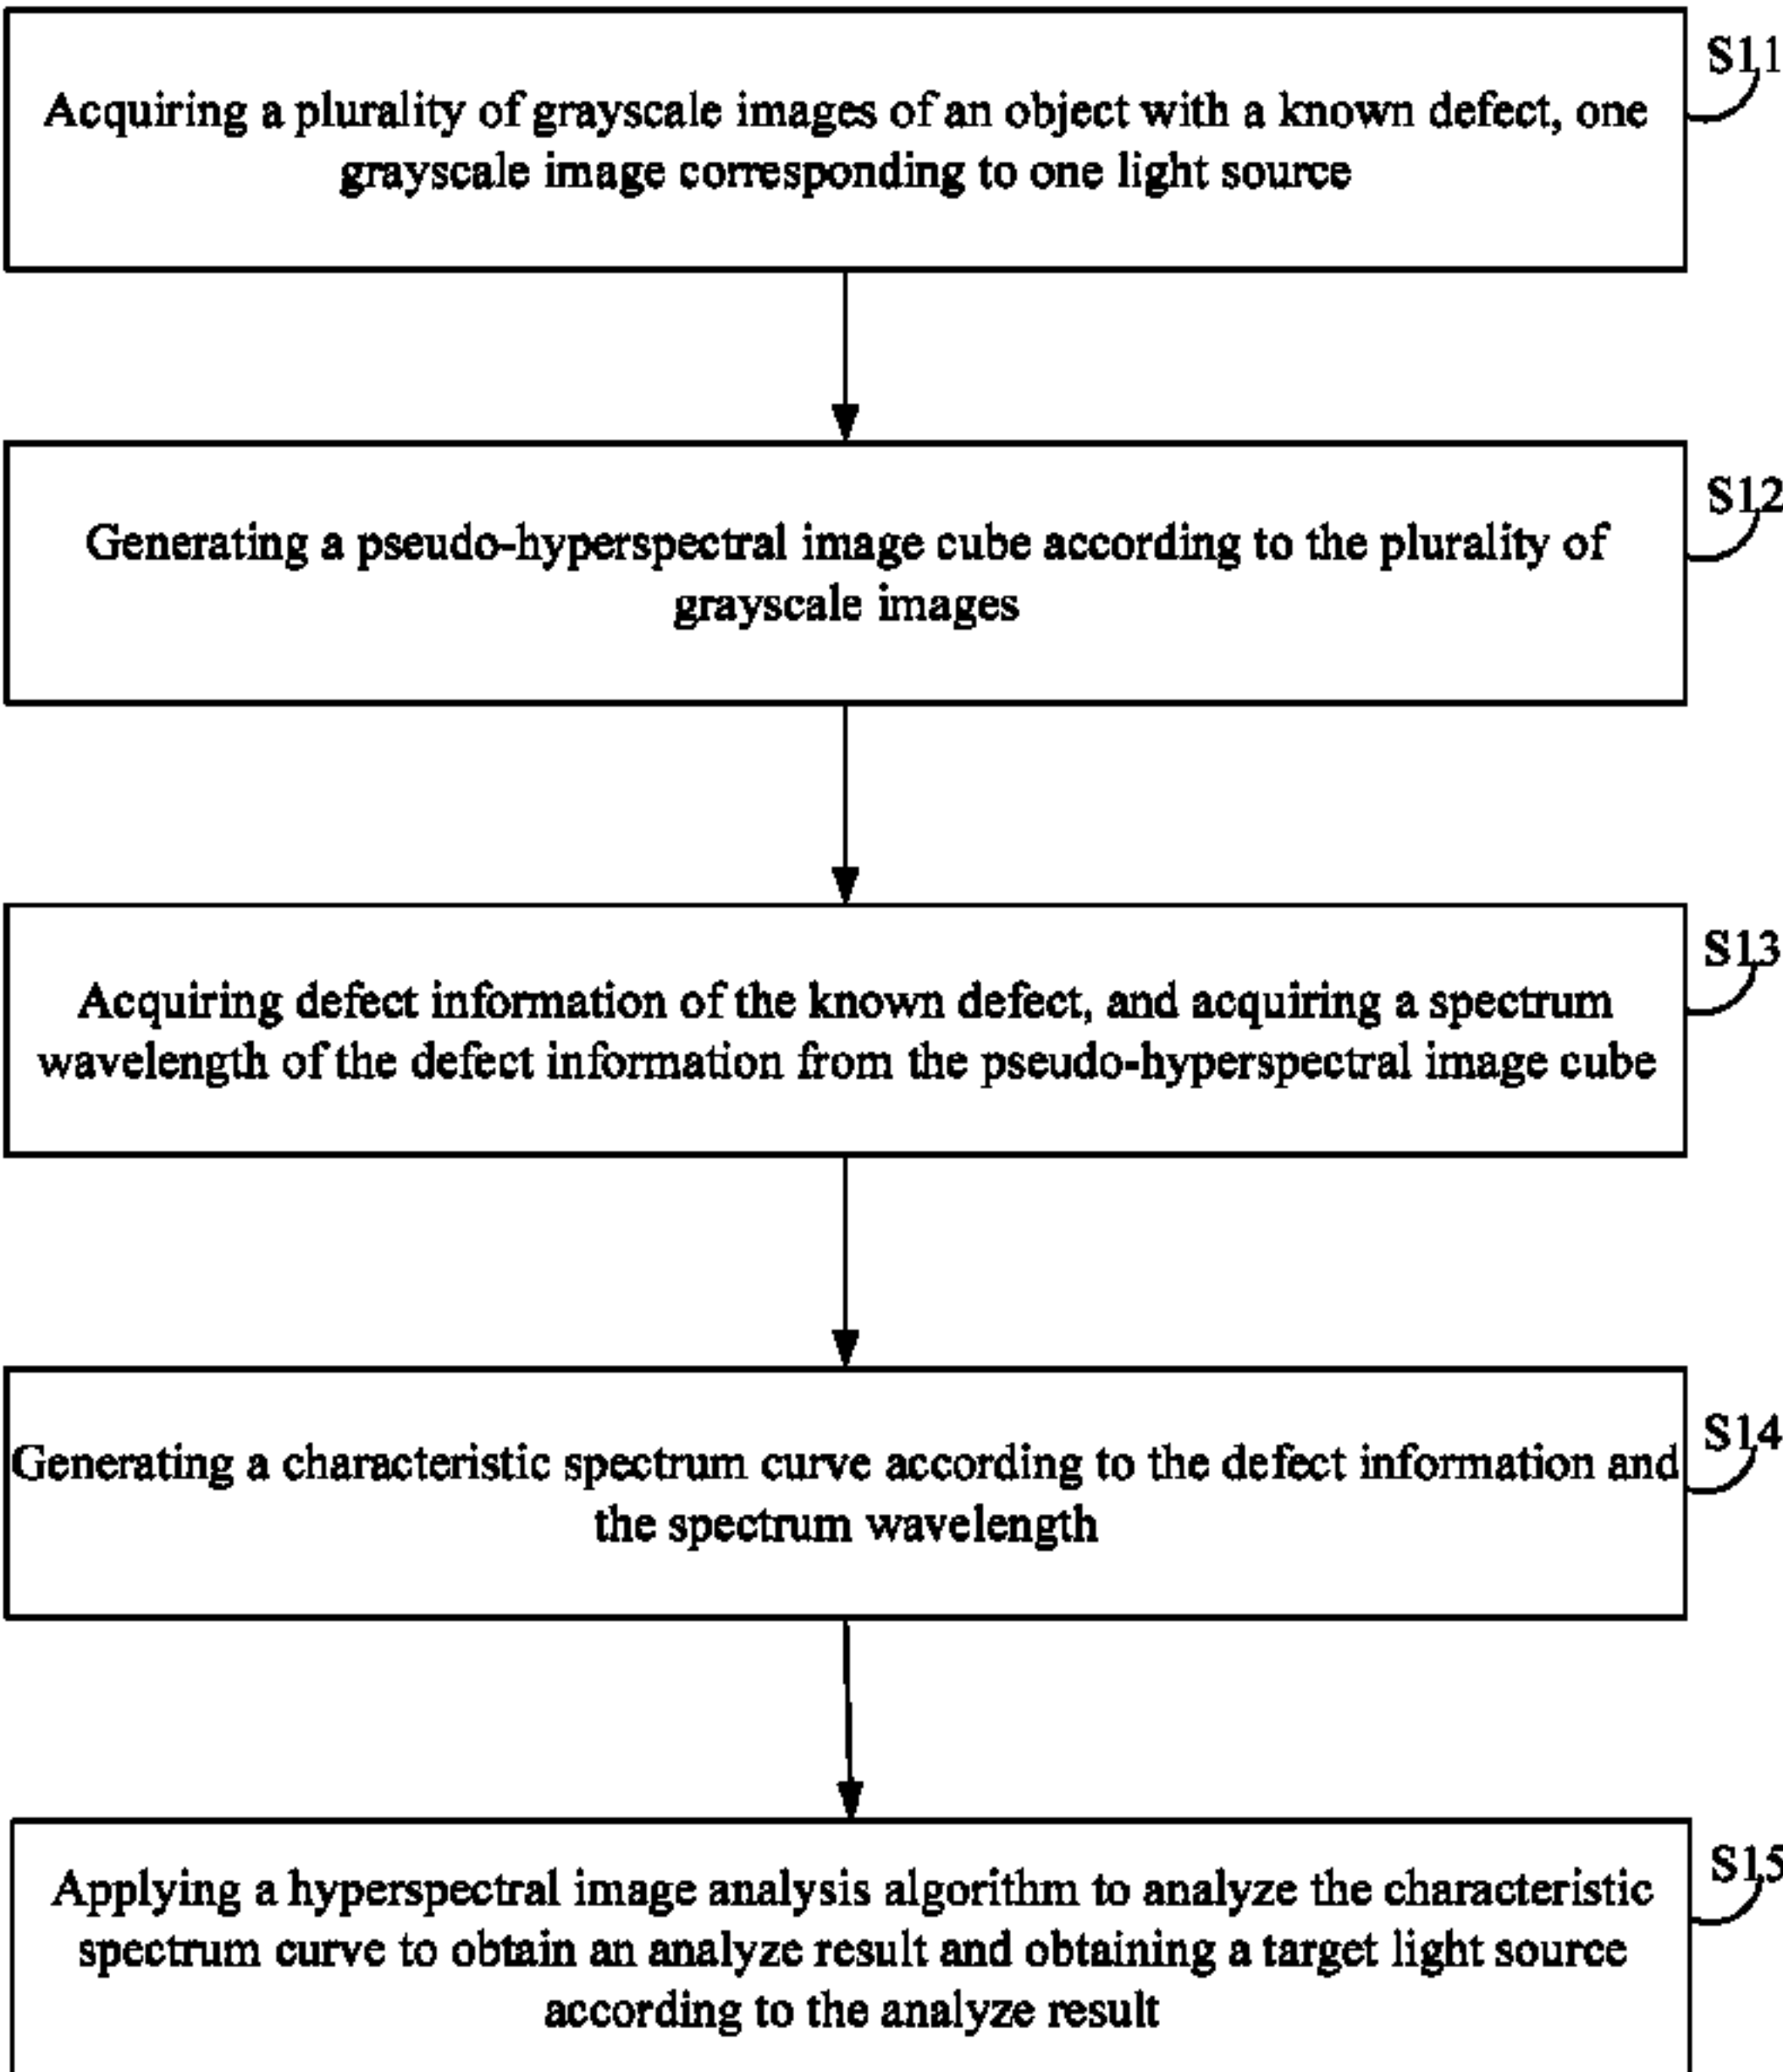 S11
Acquiring a plurality of grayscale images of an object with a known defect, one
grayscale image corresponding to one light source
S12
Generating a pseudo-hyperspectral image cube according to the plurality of
grayscale images
S13
Acquiring defect information of the known defect, and acquiring a spectrum
wavelength of the defect information from the pseudo-hyperspectral image cube
S14
Generating a characteristic spectrum curve according to the defect information and
the spectrum wavelength
S15
Applying a hyperspectral image analysis algorithm to analyze the characteristic
spectrum curve to obtain an analyze result and obtaining a target light source
according to the analyze result